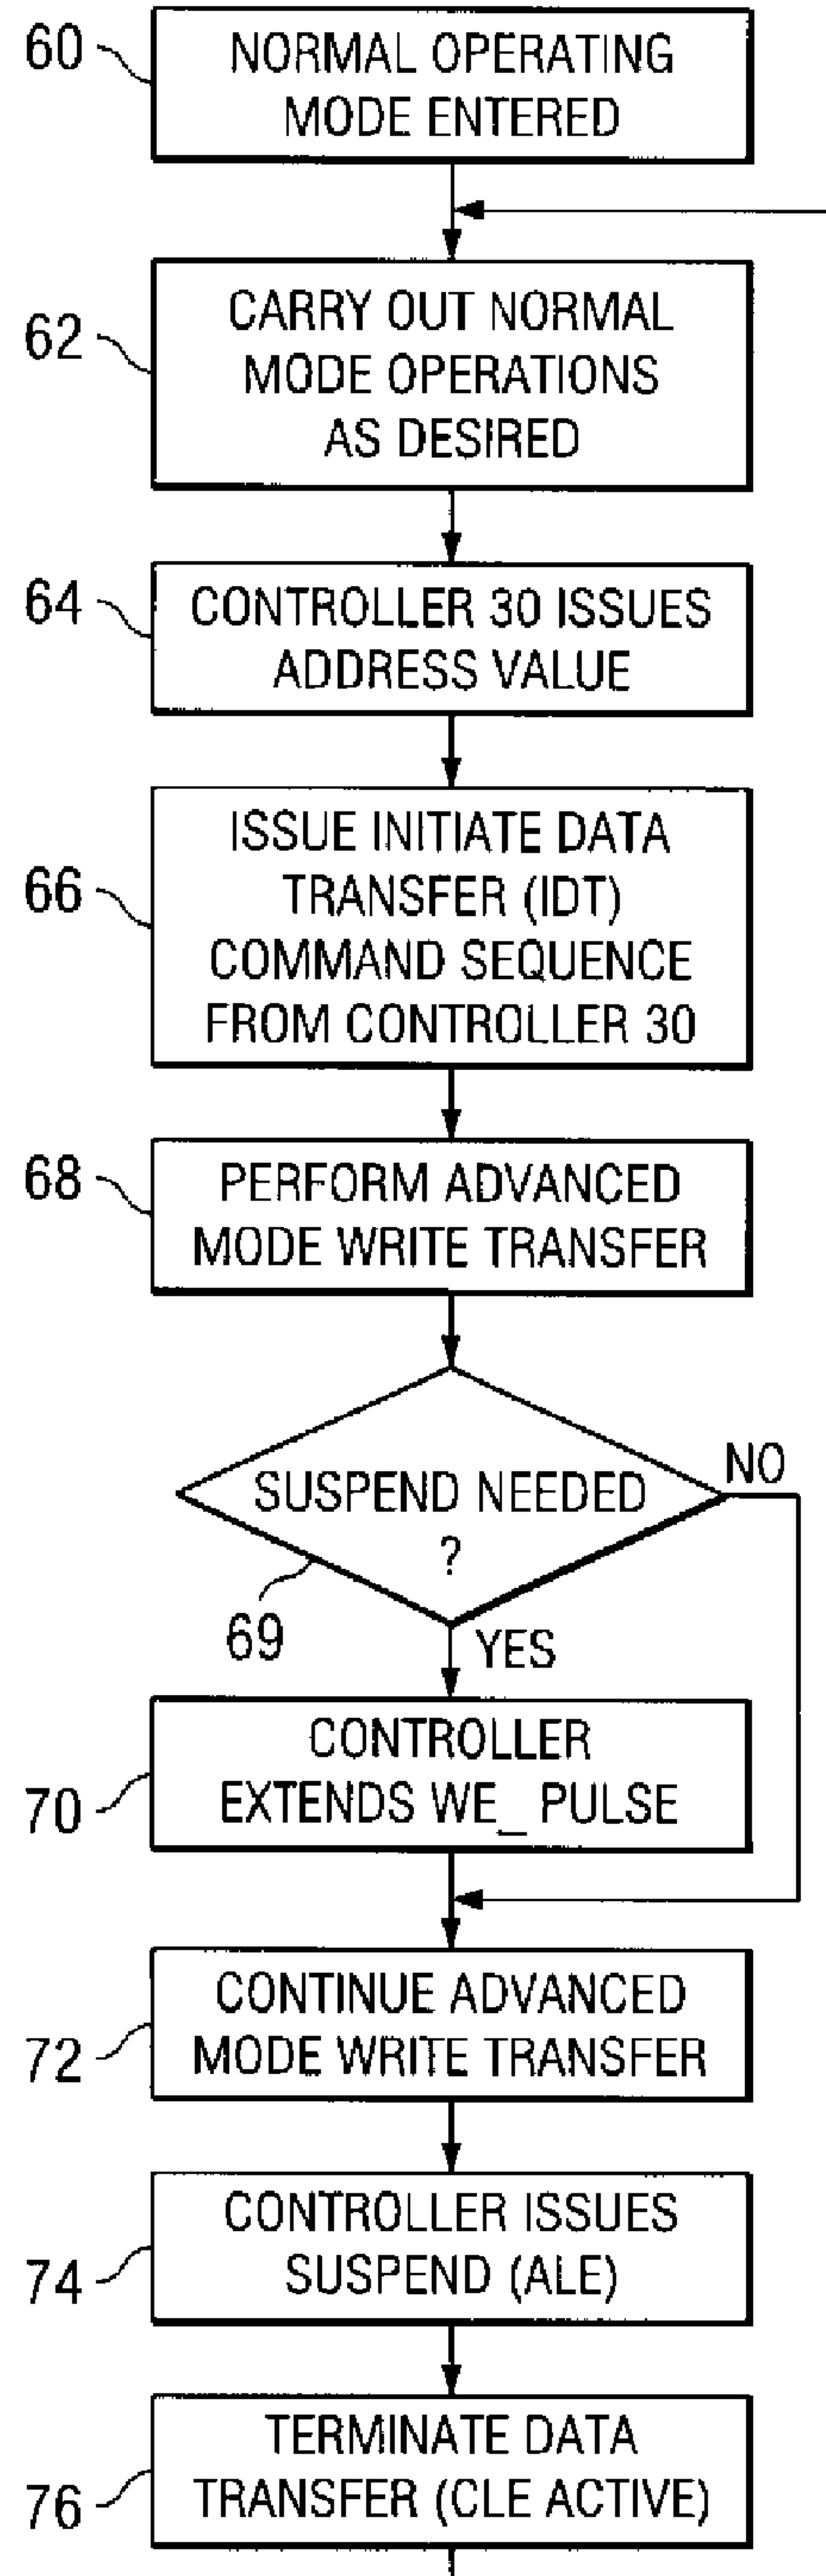 60
NORMAL OPERATING
MODE ENTERED
62
CARRY OUT NORMAL
MODE OPERATIONS
AS DESIRED
64
CONTROLLER 30 ISSUES
ADDRESS VALUE
66
ISSUE INITIATE DATA
TRANSFER (IDT)
COMMAND SEQUENCE
FROM CONTROLLER 30
68
PERFORM ADVANCED
MODE WRITE TRANSFER
SUSPEND NEEDED
?
NO
69
YES
70
CONTROLLER
EXTENDS WE_ PULSE
72
CONTINUE ADVANCED
MODE WRITE TRANSFER
74
CONTROLLER ISSUES
SUSPEND (ALE)
76
TERMINATE DATA
TRANSFER (CLE ACTIVE)